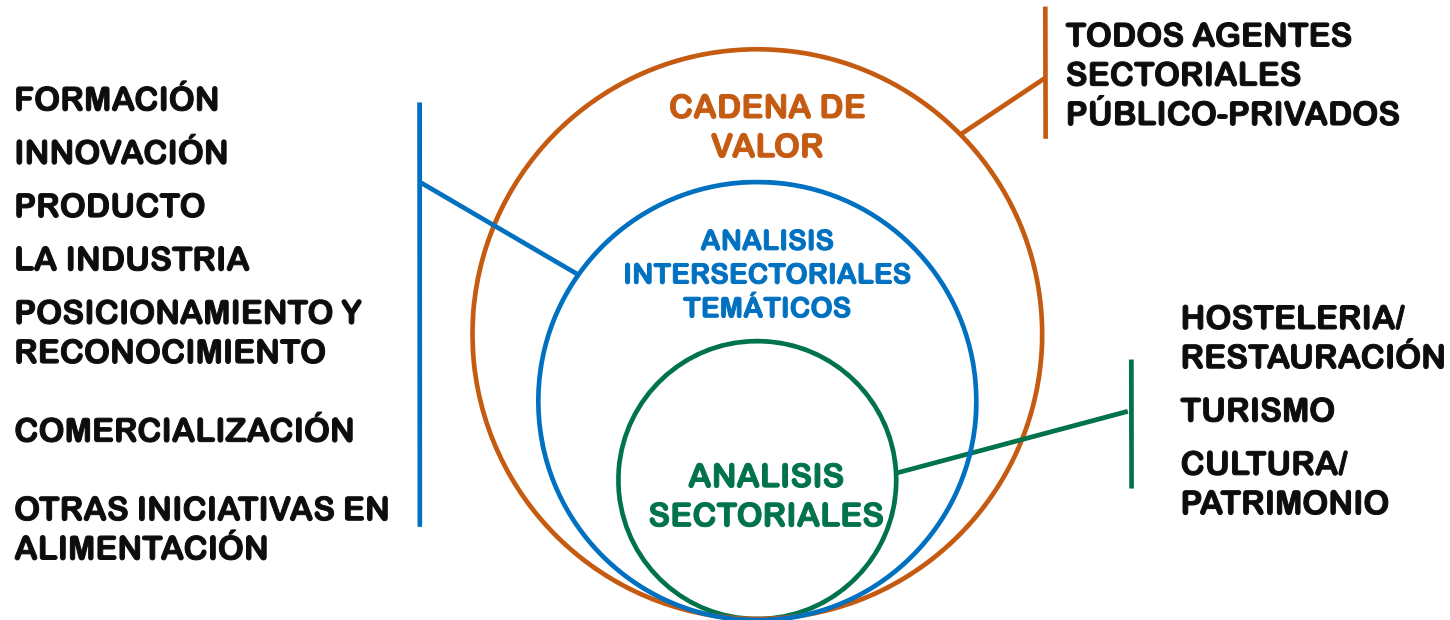 FORMACIÓN
INNOVACIÓN
PRODUCTO
LA INDUSTRIA
POSICIONAMIENTO Y
RECONOCIMIENTO
COMERCIALIZACIÓN
OTRAS INICIATIVAS EN
ALIMENTACIÓN
CADENA DE
VALOR
ANALISIS
INTERSECTORIALES
TEMÁTICOS
ANALISIS
SECTORIALES
TODOS AGENTES
SECTORIALES
PÚBLICO-PRIVADOS
HOSTELERIA/
RESTAURACIÓN
TURISMO
CULTURA/
PATRIMONIO